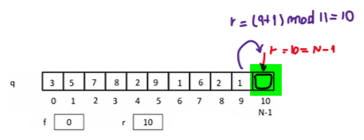 r = (9+1) mod 11 = 10
r = 10 = N-1
q 3 5 7 8 2 9 1 6 2 1
0 1 2 3 4 5 6 7 8 9 10
N-1
f 0 r 10